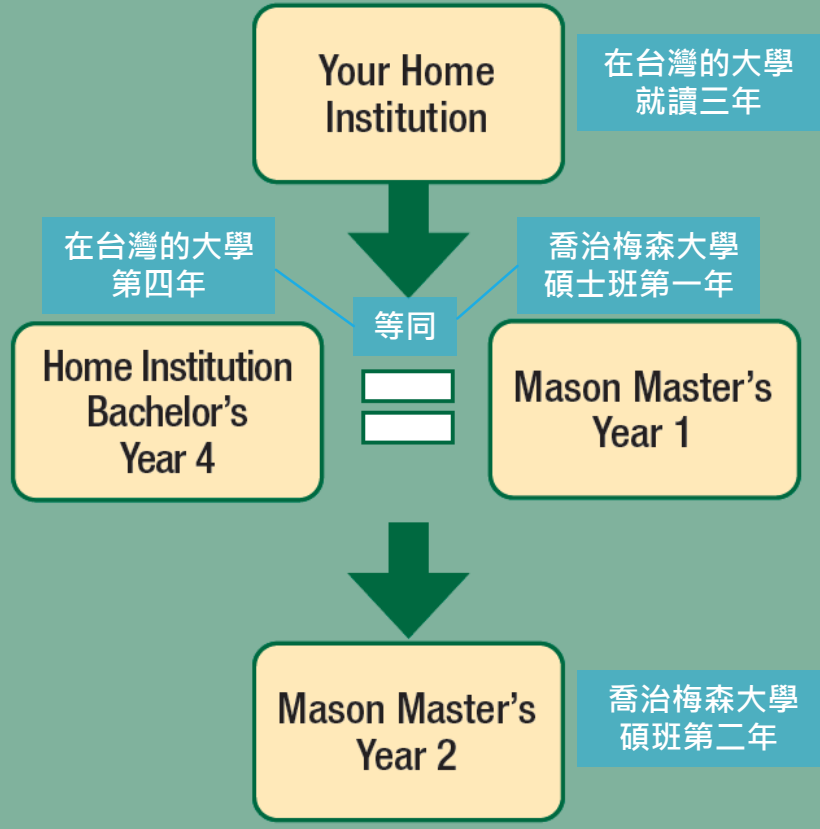 Your Home
Institution
在台灣的大學
就讀三年
在台灣的大學
第四年
喬治梅森大學
碩士班第一年
等同
Home Institution
Bachelor's
Year 4
Mason Master's
Year 1
Mason Master's
Year 2
喬治梅森大學
碩班第二年